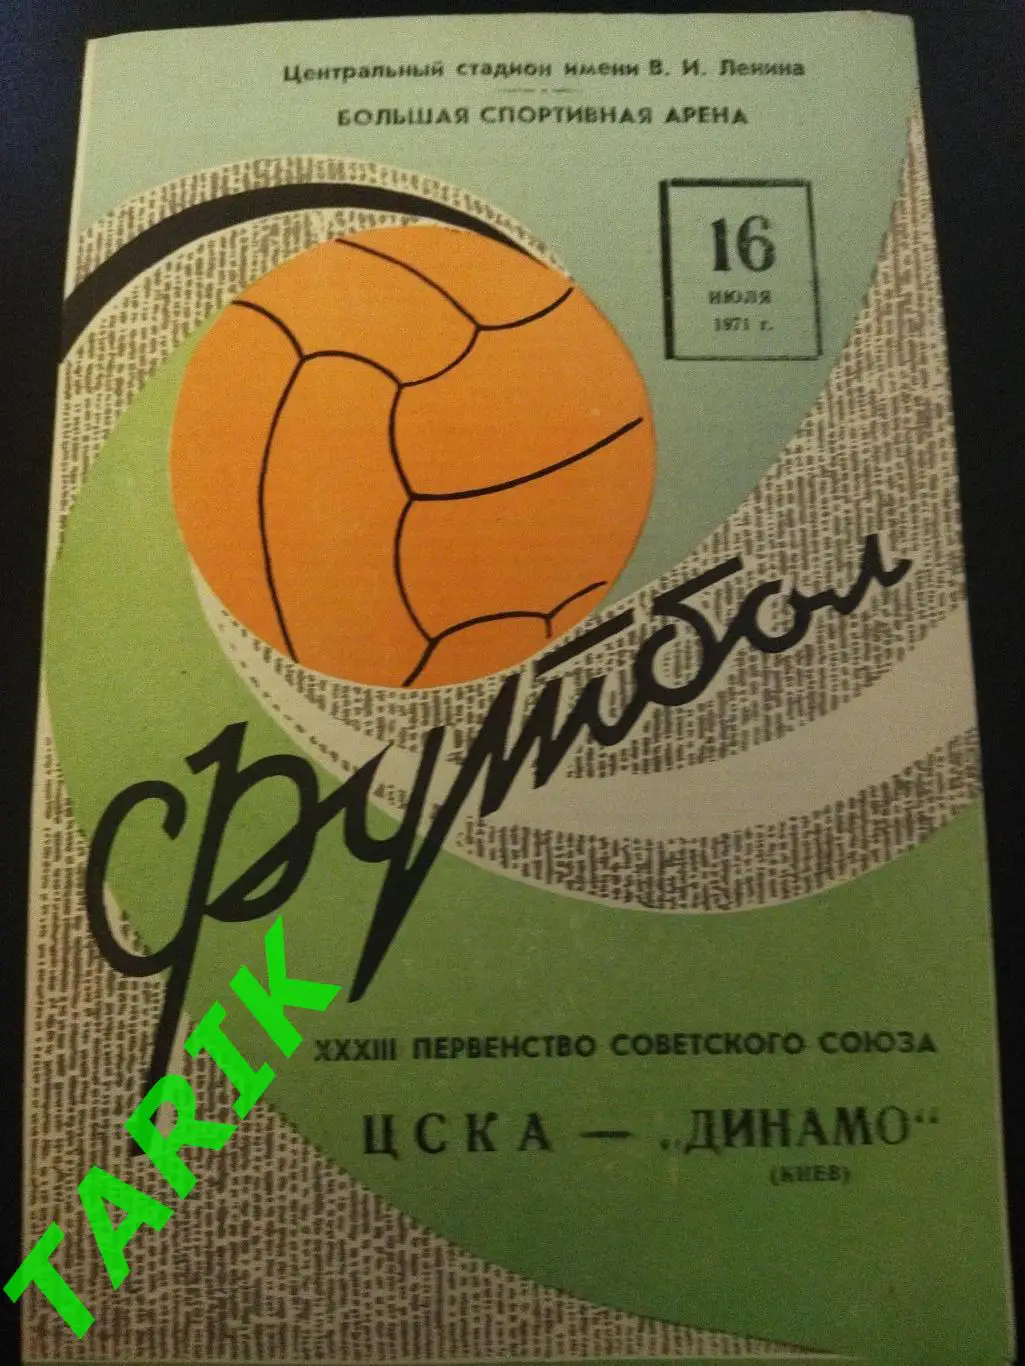 Центральный стадион имени В. И. Ленина
БОЛЬШАЯ СПОРТИВНАЯ АРЕНА
16
ИЮЛЯ
1971 г.
Футбол
XXXIII ПЕРВЕНСТВО СОВЕТСКОГО СОЮЗА
ЦСКА — „ДИНАМО“
(КИЕВ)
TARIK